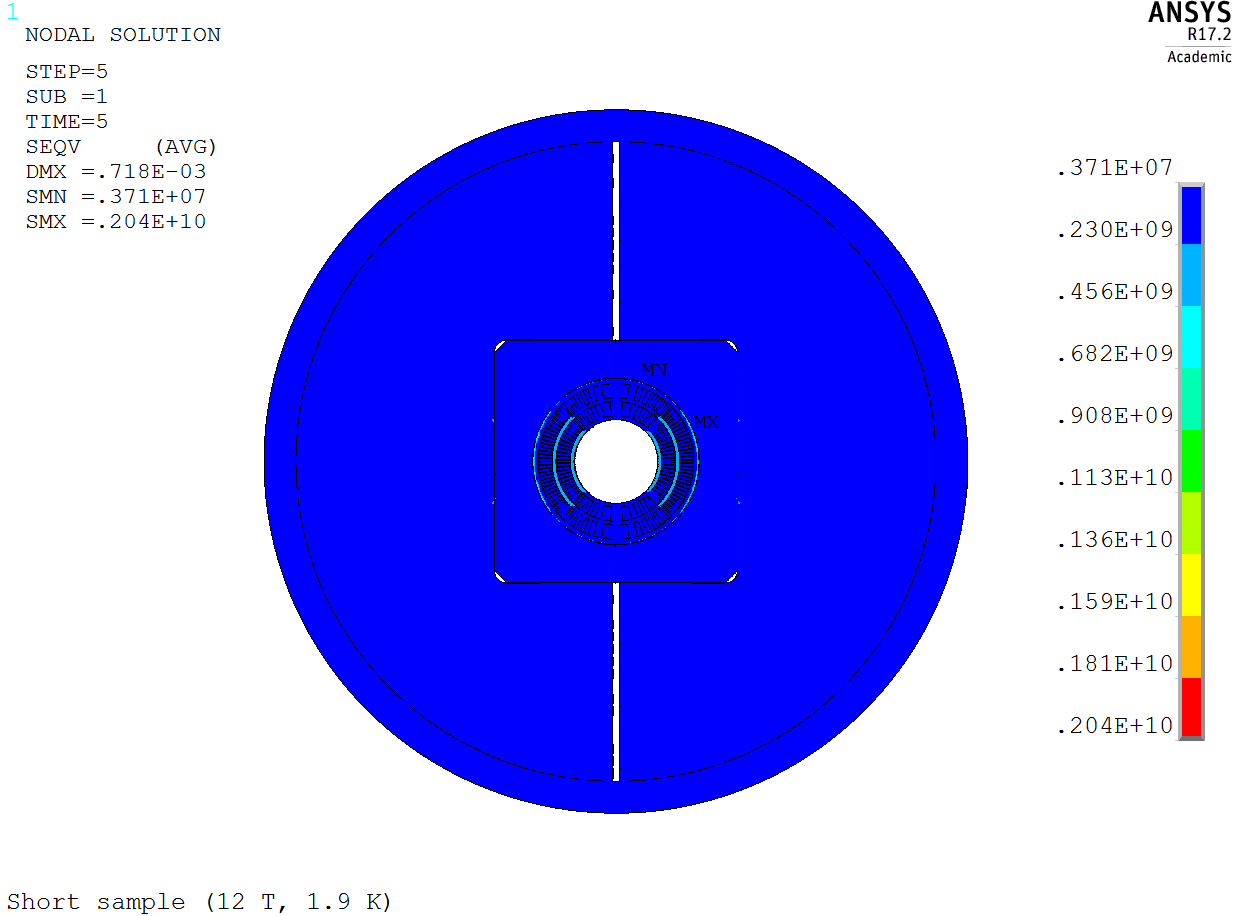 1
NODAL SOLUTION
STEP=5
SUB =1
TIME=5
SEQV     (AVG)
DMX =.718E-03
SMN =.371E+07
SMX =.204E+10
ANSYS
R17.2
Academic
MN
MX
.371E+07
.230E+09
.456E+09
.682E+09
.908E+09
.113E+10
.136E+10
.159E+10
.181E+10
.204E+10
Short sample (12 T, 1.9 K)